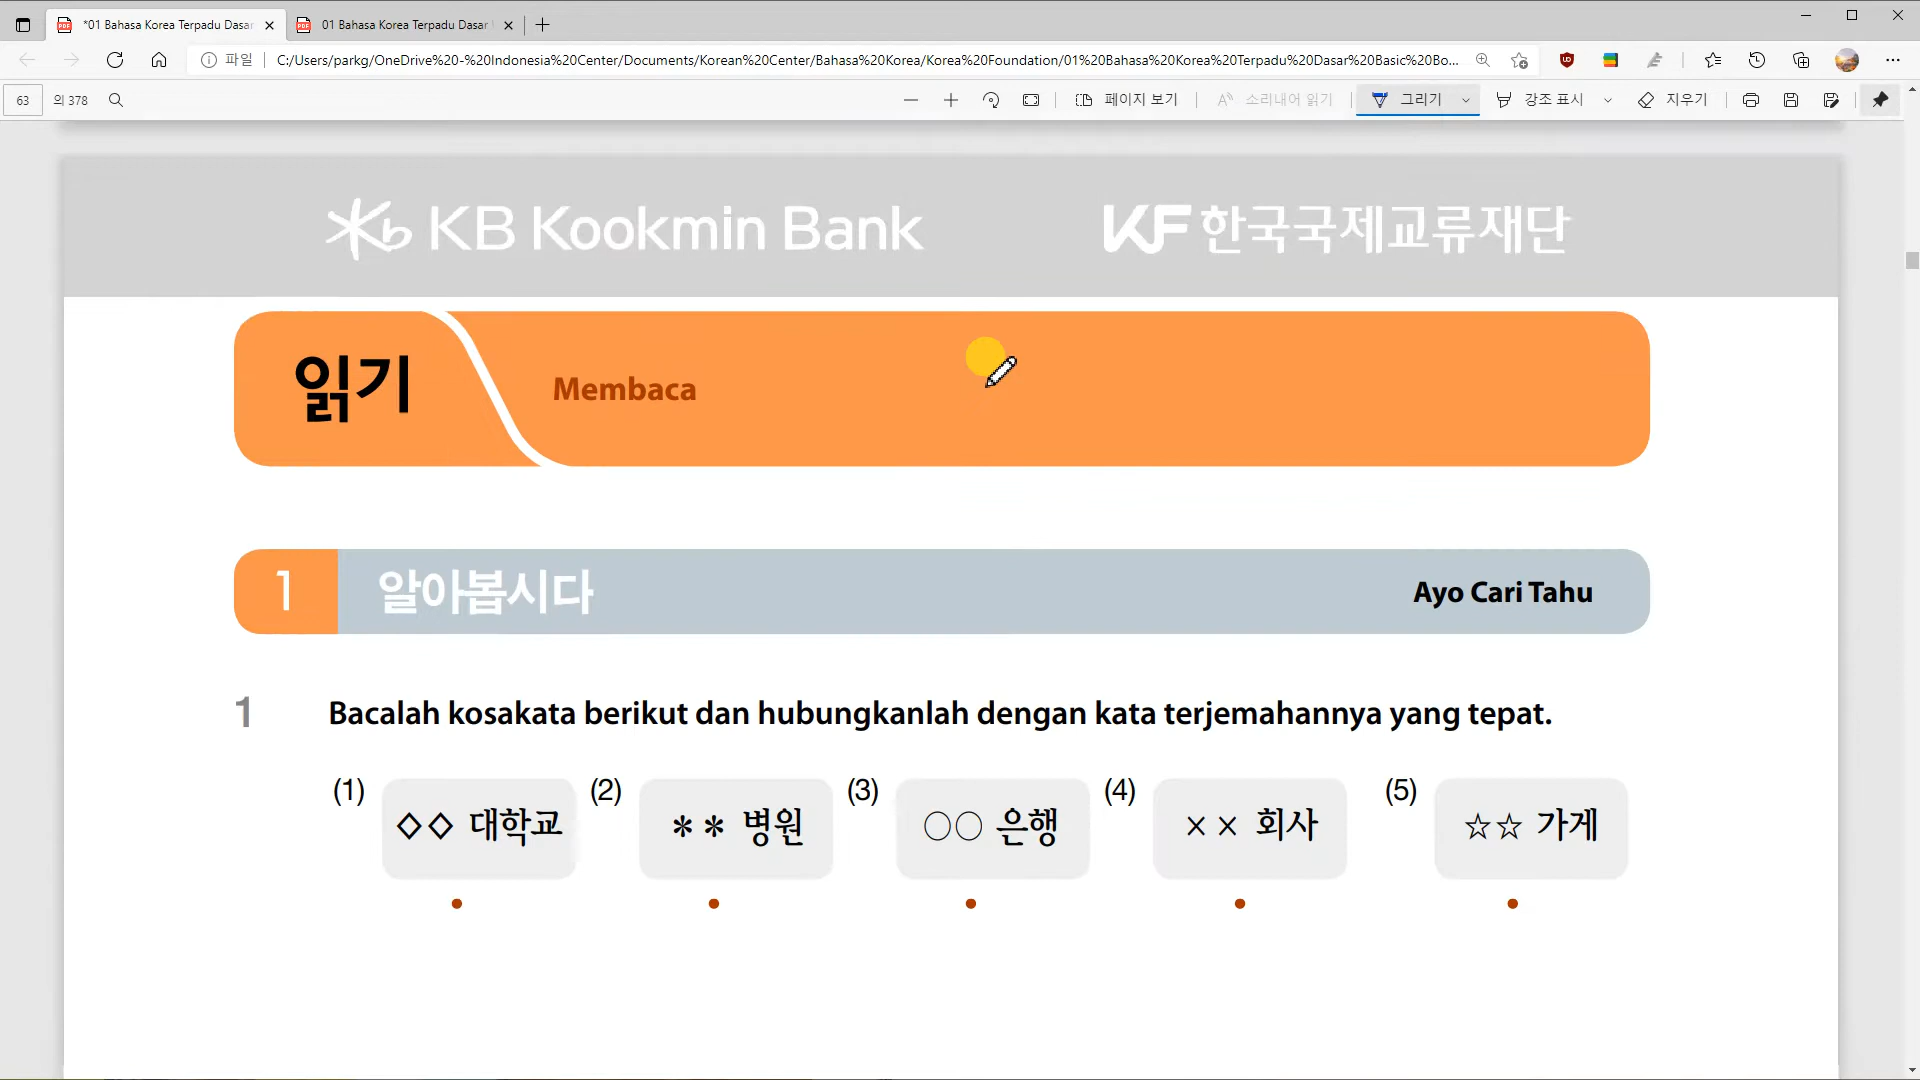 *01 Bahasa Korea Terpadu Dasar
01 Bahasa Korea Terpadu Dasar
파일
C:/Users/parkg/OneDrive%20-%20Indonesia%20Center/Documents/Korean%20Center/Bahasa%20Korea/Korea%20Foundation/01%20Bahasa%20Korea%20Terpadu%20Dasar%20Basic%20Bo...
63 의 378
페이지 보기
소리내어 읽기
그리기
강조 표시
지우기
KB Kookmin Bank
KF 한국국제교류재단
읽기
Membaca
1 알아봅시다
Ayo Cari Tahu
1 Bacalah kosakata berikut dan hubungkanlah dengan kata terjemahannya yang tepat.
(1) ◇◇ 대학교
(2) ＊＊ 병원
(3) ○○ 은행
(4) ×× 회사
(5) ☆☆ 가게